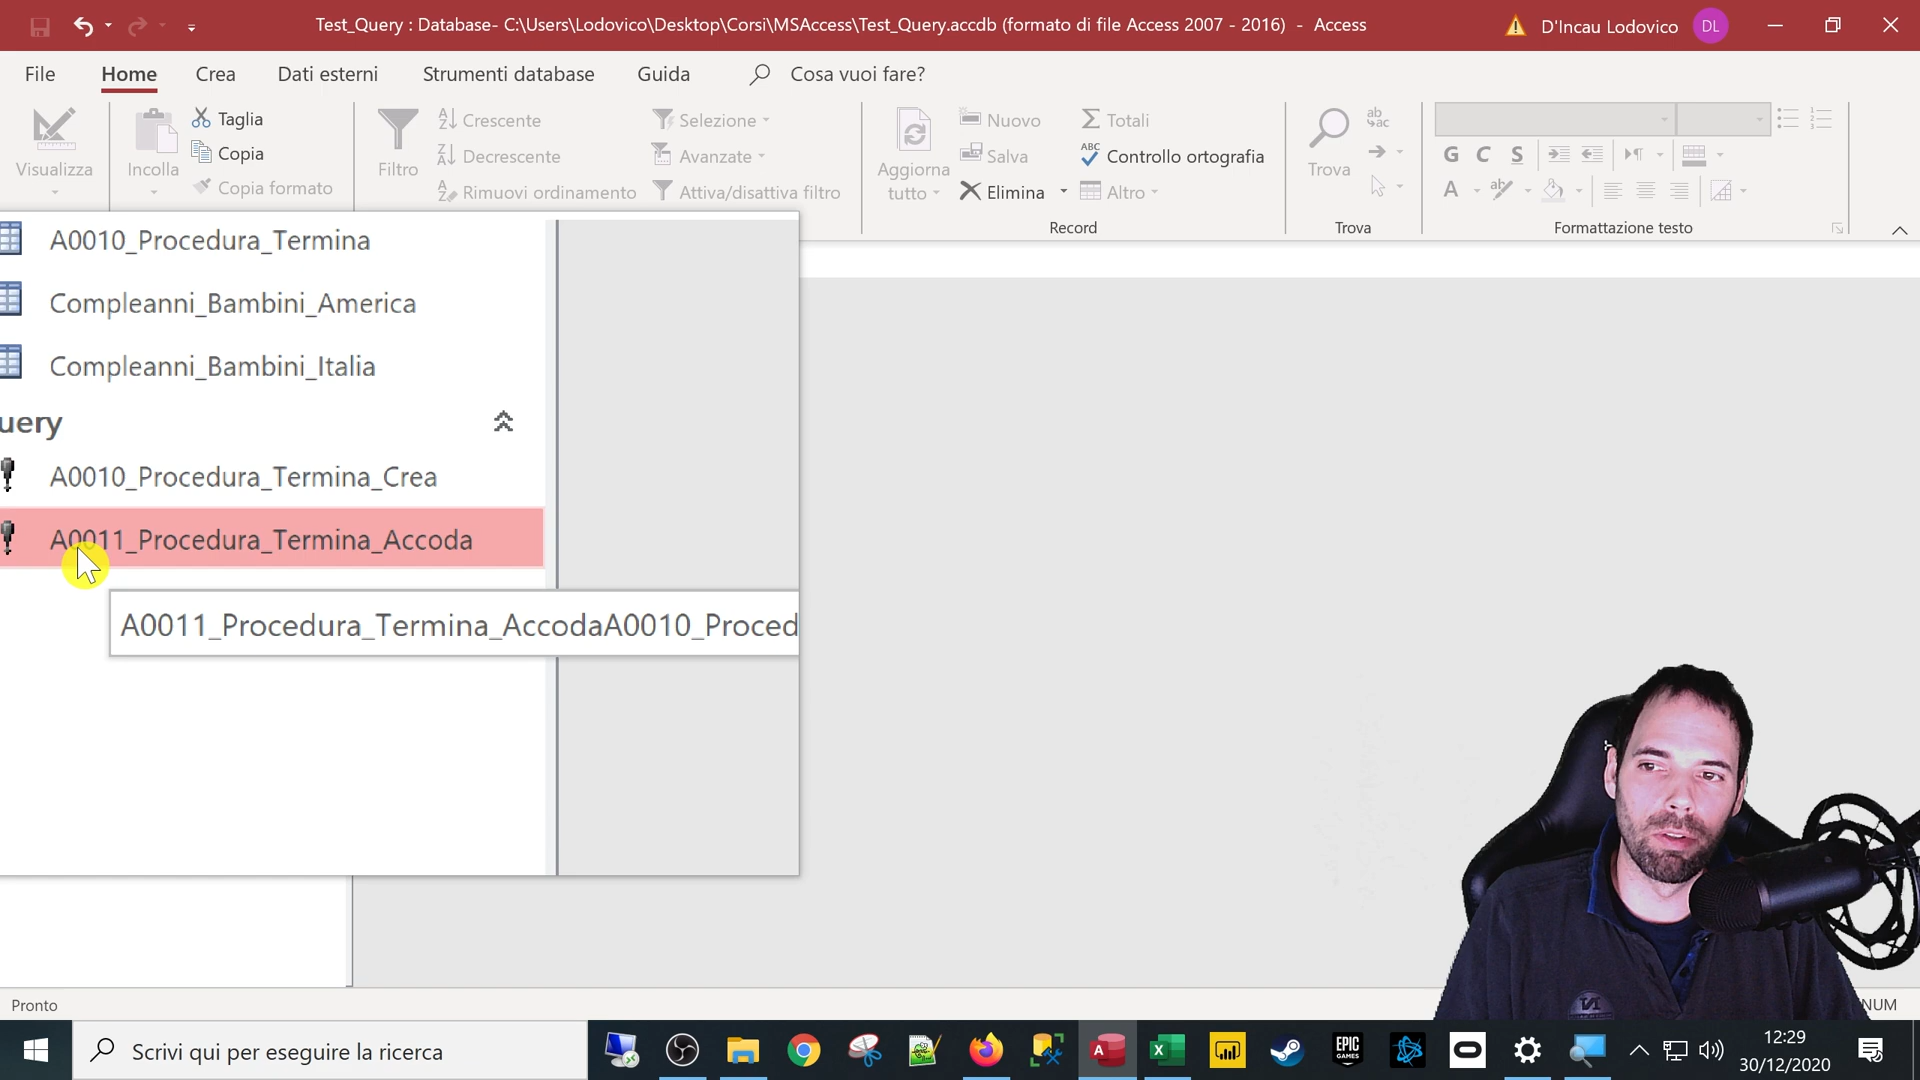 Test_Query : Database- C:\Users\Lodovico\Desktop\Corsi\MSAccess\Test_Query.accdb (formato di file Access 2007 - 2016) - Access
D'Incau Lodovico
DL
File
Home
Crea
Dati esterni
Strumenti database
Guida
Cosa vuoi fare?
Visualizza
Incolla
Taglia
Copia
Copia formato
Filtro
Crescente
Decrescente
Rimuovi ordinamento
Selezione
Avanzate
Attiva/disattiva filtro
Aggiorna
tutto
Nuovo
Salva
Elimina
Totali
Controllo ortografia
Altro
Record
Trova
Trova
G C S
A
Formattazione testo
A0010_Procedura_Termina
Compleanni_Bambini_America
Compleanni_Bambini_Italia
uery
A0010_Procedura_Termina_Crea
A0011_Procedura_Termina_Accoda
A0011_Procedura_Termina_AccodaA0010_Proced
Pronto
NUM
Scrivi qui per eseguire la ricerca
EPIC
GAMES
12:29
30/12/2020